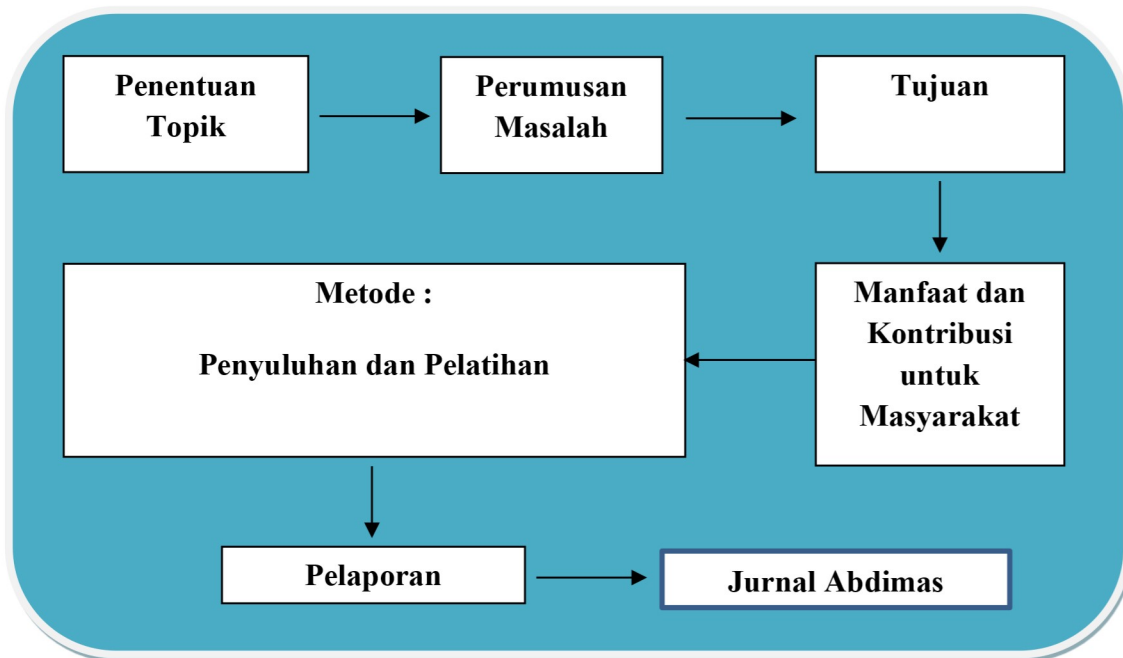 Penentuan
Topik
Perumusan
Masalah
Tujuan
Manfaat dan
Kontribusi
untuk
Masyarakat
Metode :
Penyuluhan dan Pelatihan
Pelaporan
Jurnal Abdimas